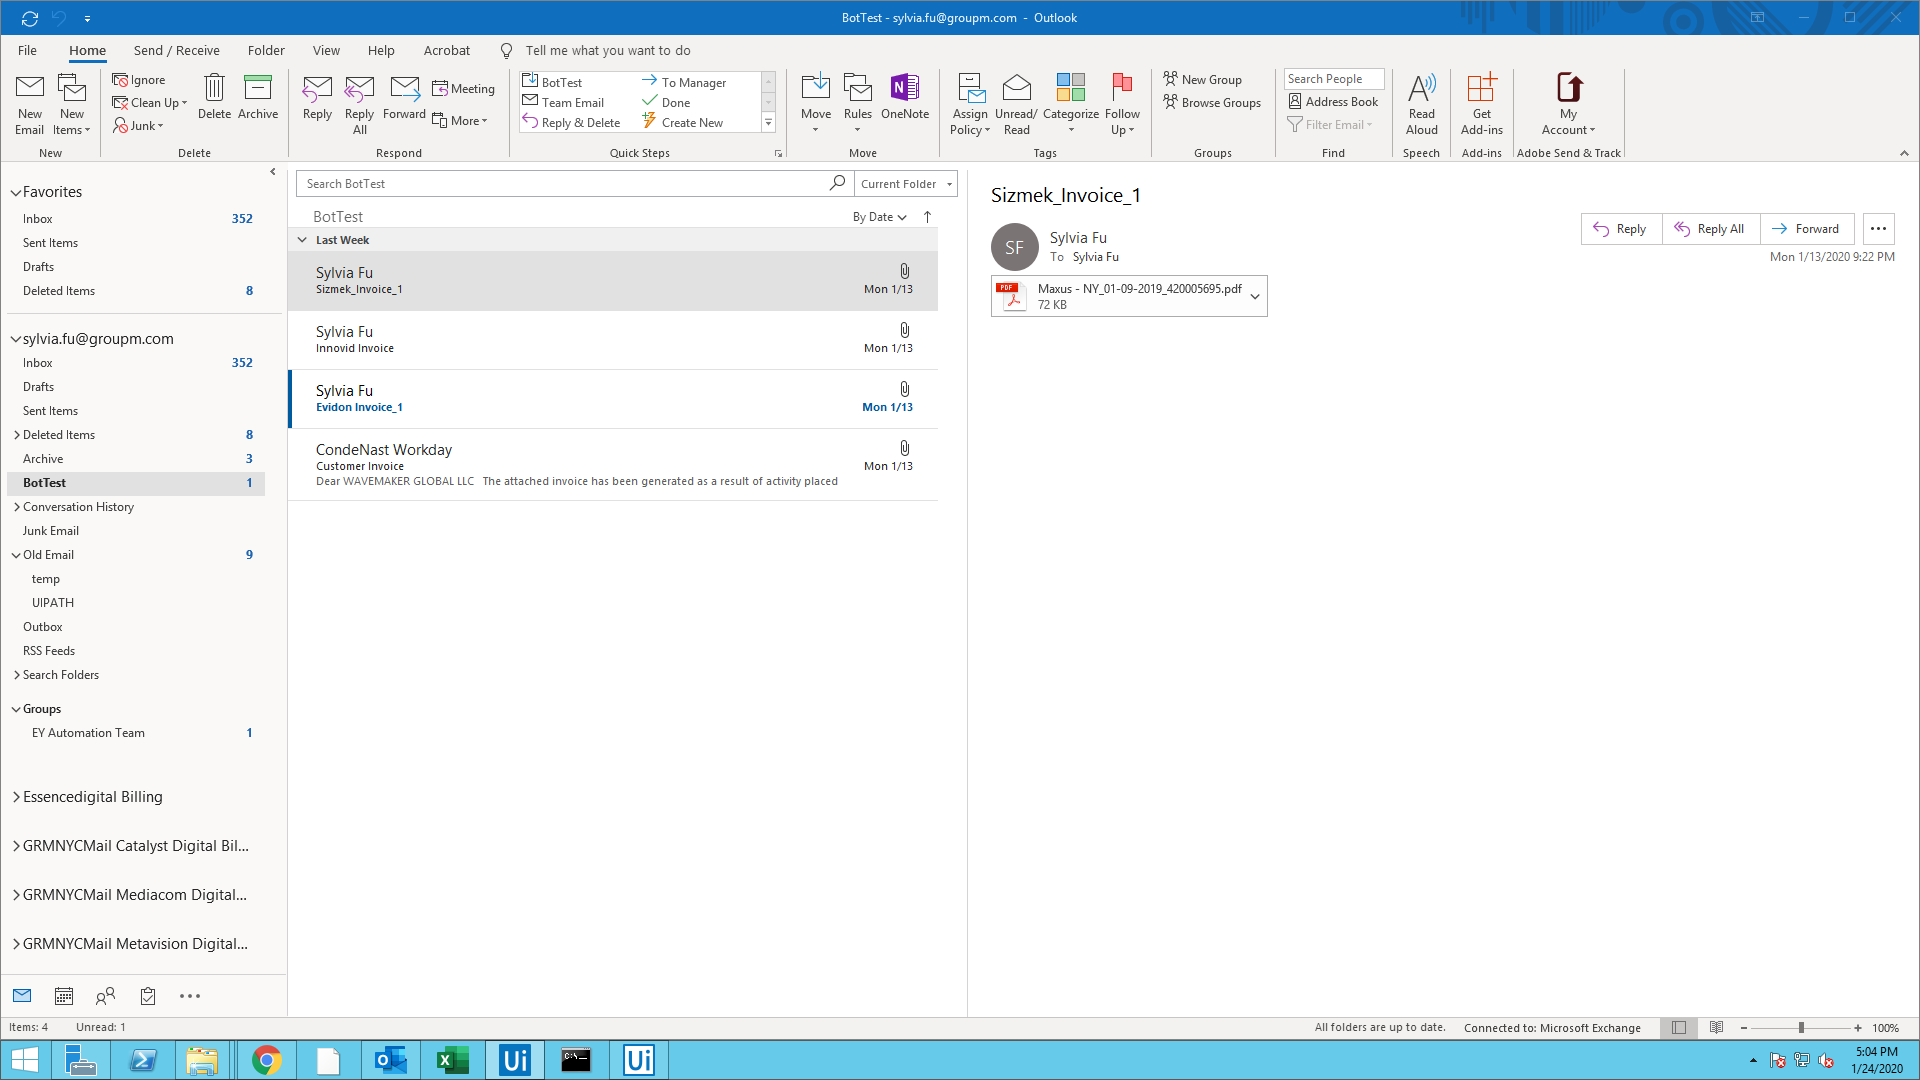 BotTest - sylvia.fu@groupm.com - Outlook
File Home Send / Receive Folder View Help Acrobat Tell me what you want to do
New Email
New Items
New
Ignore
Clean Up
Junk
Delete
Archive
Delete
Reply
Reply All
Forward
Meeting
More
Respond
BotTest
Team Email
Reply & Delete
To Manager
Done
Create New
Quick Steps
Move
Rules
OneNote
Move
Assign Policy
Unread/ Read
Categorize
Follow Up
Tags
New Group
Browse Groups
Groups
Search People
Address Book
Filter Email
Find
Read Aloud
Speech
Get Add-ins
Add-ins
My Account
Adobe Send & Track
Favorites
Inbox 352
Sent Items
Drafts
Deleted Items 8
sylvia.fu@groupm.com
Inbox 352
Drafts
Sent Items
Deleted Items 8
Archive 3
BotTest 1
Conversation History
Junk Email
Old Email 9
temp
UIPATH
Outbox
RSS Feeds
Search Folders
Groups
EY Automation Team 1
Essencedigital Billing
GRMNYCMail Catalyst Digital Bil...
GRMNYCMail Mediacom Digital...
GRMNYCMail Metavision Digital...
Search BotTest
Current Folder
BotTest
By Date
Last Week
Sylvia Fu
Sizmek_Invoice_1 Mon 1/13
Sylvia Fu
Innovid Invoice Mon 1/13
Sylvia Fu
Evidon Invoice_1 Mon 1/13
CondeNast Workday
Customer Invoice Mon 1/13
Dear WAVEMAKER GLOBAL LLC The attached invoice has been generated as a result of activity placed
Sizmek_Invoice_1
SF
Sylvia Fu
To Sylvia Fu
Reply
Reply All
Forward
Mon 1/13/2020 9:22 PM
PDF
Maxus - NY_01-09-2019_420005695.pdf
72 KB
Items: 4 Unread: 1
All folders are up to date. Connected to: Microsoft Exchange 100%
Ui
C:\
Ui
5:04 PM
1/24/2020